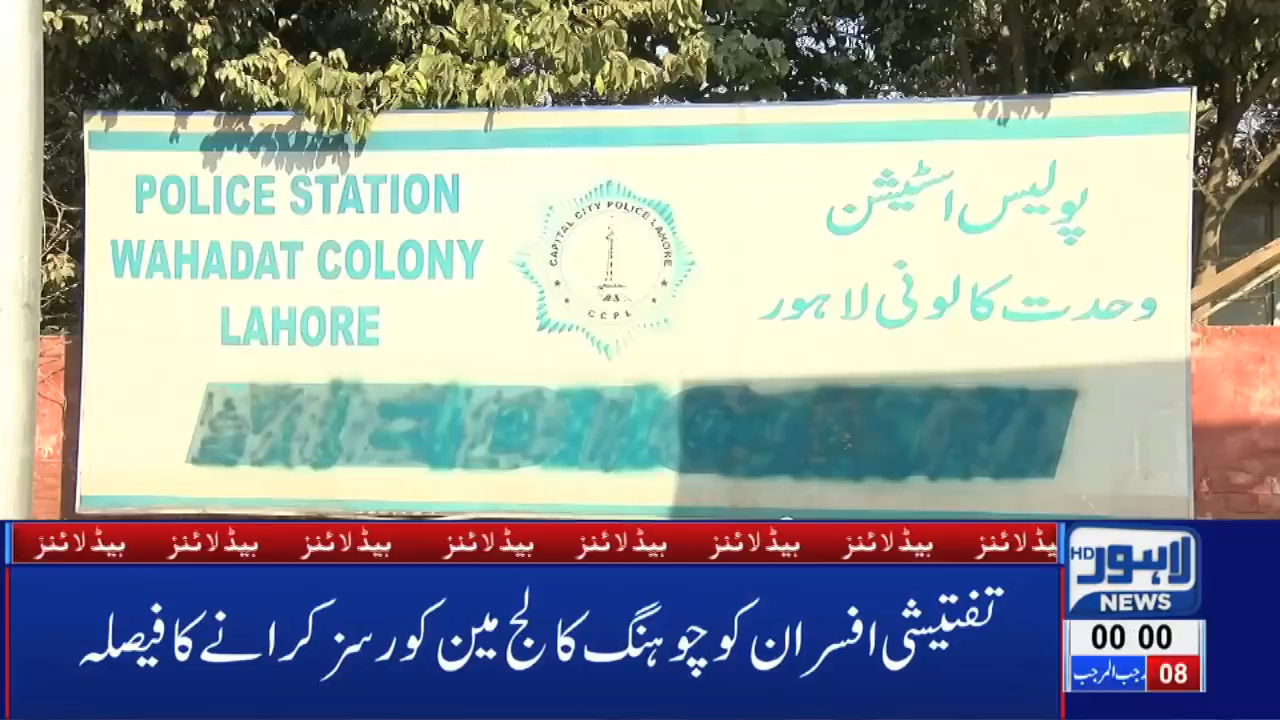 POLICE STATION
WAHADAT COLONY
LAHORE
CAPITAL CITY POLICE LAHORE
C C P L
پولیس اسٹیشن
وحدت کالونی لاہور
ہیڈلائنز ہیڈلائنز ہیڈلائنز ہیڈلائنز ہیڈلائنز ہیڈلائنز ہیڈلائنز ہیڈلائنز
تفتیشی افسران کو چوہنگ کالج میں کورسز کرانے کا فیصلہ
لاہور HD
NEWS
00 00
08 رجب المرجب